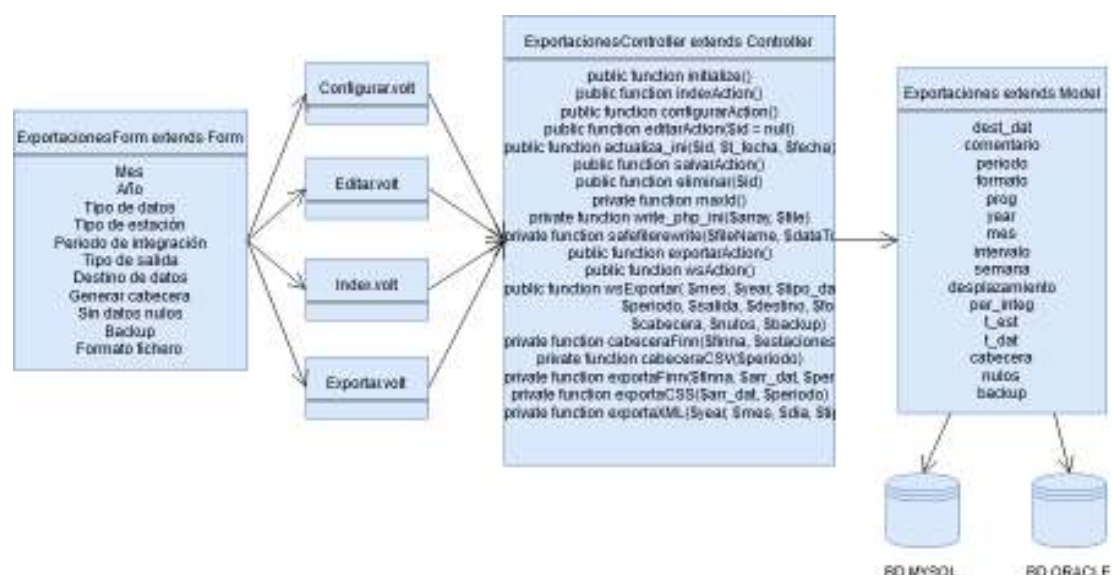 ExportacionesForm extends Form
Mes
Año
Tipo de datos
Tipo de estación
Periodo de integración
Tipo de salida
Destino de datos
Generar cabecera
Sin datos nulos
Backup
Formato fichero
Configurar.volt
Editar.volt
Index.volt
Exportar.volt
ExportacionesController extends Controller
public function initialize()
public function indexAction()
public function configurarAction()
public function editarAction($id = null)
public function actualiza_ini($id, $t_fecha, $fecha)
public function salvarAction()
public function eliminar($id)
private function maxId()
private function write_php_ini($array, $file)
private function safefilerewrite($fileName, $dataTo
public function exportarAction()
public function wsAction()
public function wsExportar( $mes, $year, $tipo_da
$periodo, $salida, $destino, $fo
$cabecera, $nulos, $backup)
private function cabeceraFinn($finna, $estaciones
private function cabeceraCSV($periodo)
private function exportaFinn($finna, $arr_dat, $per
private function exportaCSS($arr_dat, $periodo)
private function exportaXML($year, $mes, $dia, $tip
Exportaciones extends Model
dest_dat
comentario
periodo
formato
prog
year
mes
intervalo
semana
desplazamiento
per_integ
t_est
t_dat
cabecera
nulos
backup
BD MYSQL
BD ORACLE